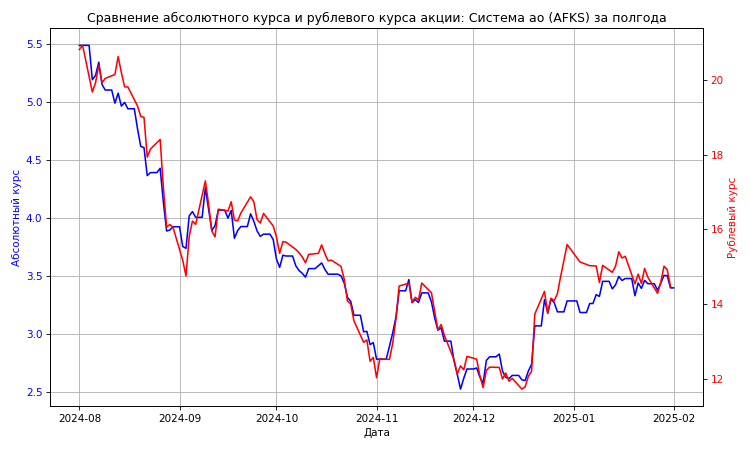 Сравнение абсолютного курса и рублевого курса акции: Система ао (AFKS) за полгода
5.5
5.0
4.5
4.0
3.5
3.0
2.5
Абсолютный курс
20
18
16
14
12
Рублевый курс
2024-08 2024-09 2024-10 2024-11 2024-12 2025-01 2025-02
Дата